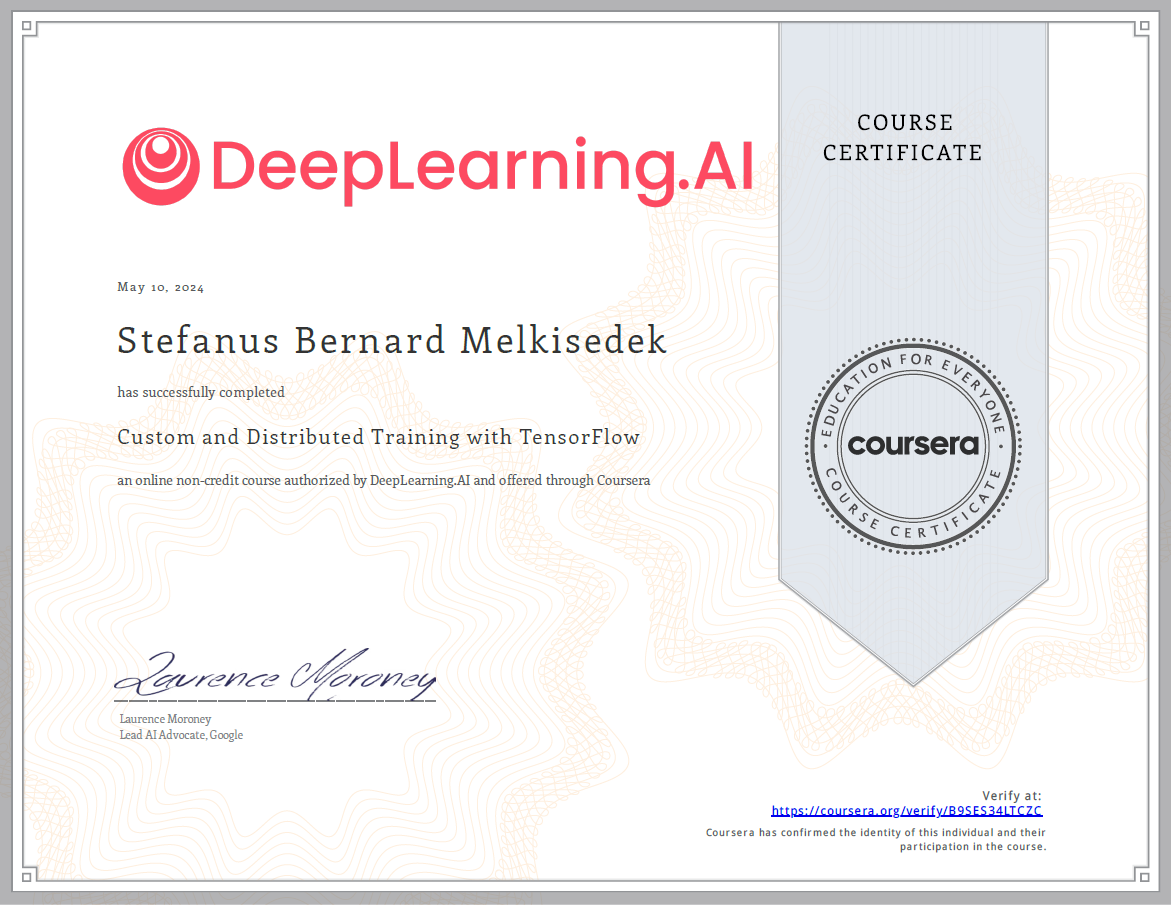 DeepLearning.AI
COURSE
CERTIFICATE
May 10, 2024
Stefanus Bernard Melkisedek
has successfully completed
Custom and Distributed Training with TensorFlow
an online non-credit course authorized by DeepLearning.AI and offered through Coursera
EDUCATION FOR EVERYONE
coursera
COURSE CERTIFICATE
Laurence Moroney
Laurence Moroney
Lead AI Advocate, Google
Verify at:
https://coursera.org/verify/B9SES34LTCZC
Coursera has confirmed the identity of this individual and their
participation in the course.